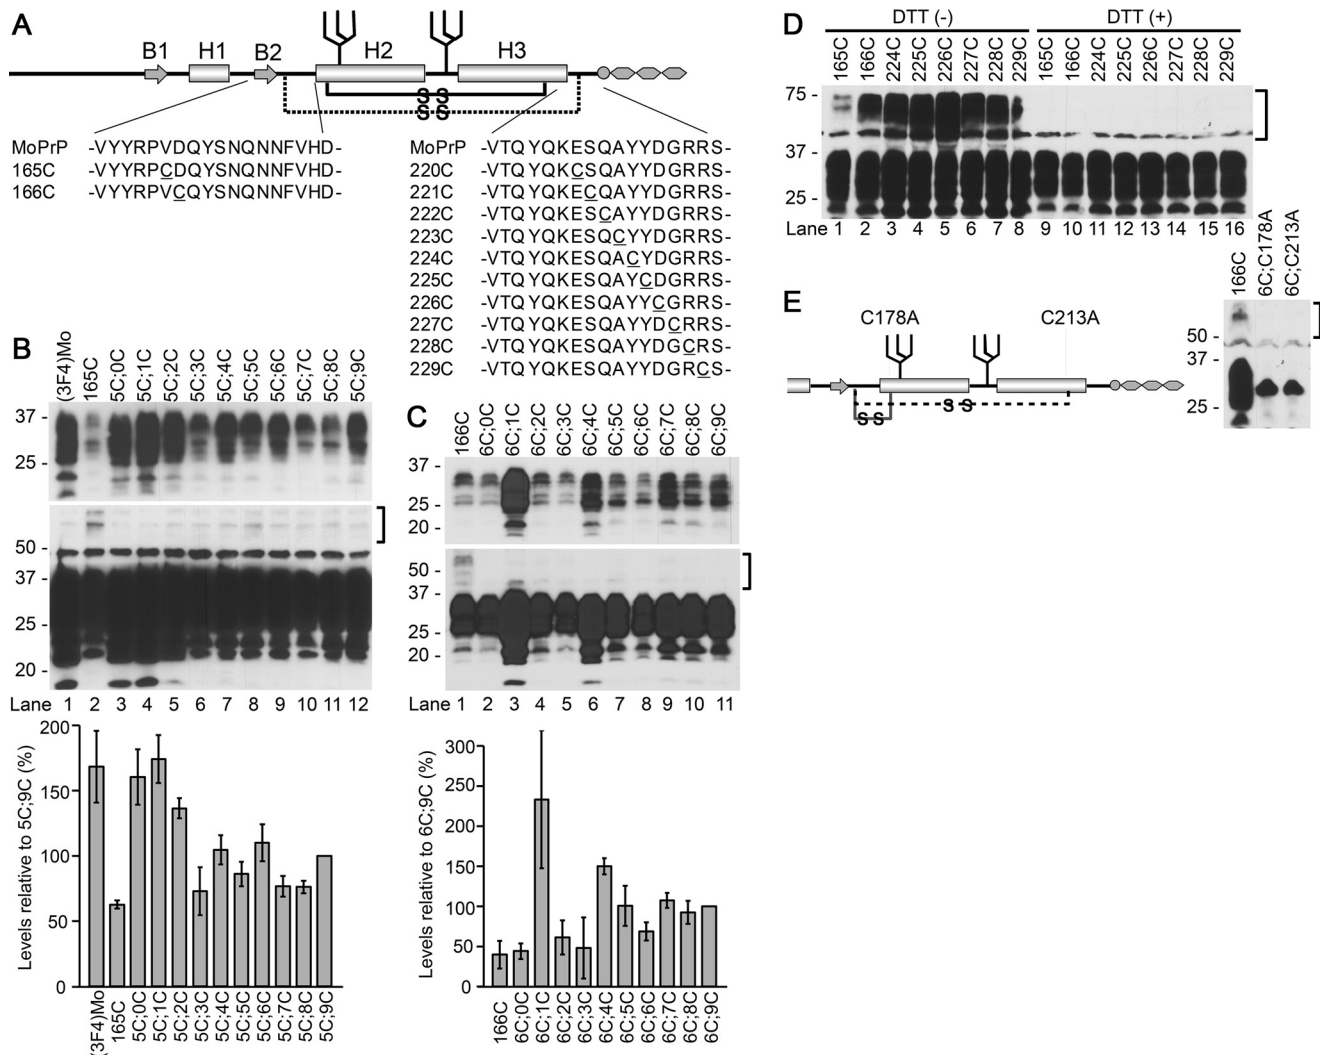 A
B1 H1 B2 H2 H3
S S
S S
MoPrP -VYYRPVDQYSNQNNFVHD-
165C -VYYRPCDQYSNQNNFVHD-
166C -VYYRPVCQYSNQNNFVHD-
MoPrP -VTQYQKESQAYYDGRRS-
220C -VTQYQKCSQAYYDGRRS-
221C -VTQYQKECQAYYDGRRS-
222C -VTQYQKESCAYYDGRRS-
223C -VTQYQKESQCYYDGRRS-
224C -VTQYQKESQACYDGRRS-
225C -VTQYQKESQAYCDGRRS-
226C -VTQYQKESQAYYCGRRS-
227C -VTQYQKESQAYYDCRRS-
228C -VTQYQKESQAYYDGCRS-
229C -VTQYQKESQAYYDGRCS-
B
(3F4)Mo 165C 5C;0C 5C;1C 5C;2C 5C;3C 5C;4C 5C;5C 5C;6C 5C;7C 5C;8C 5C;9C
37 -
25 -
50 -
37 -
25 -
20 -
Lane 1 2 3 4 5 6 7 8 9 10 11 12
Levels relative to 5C;9C (%)
200
150
100
50
0
(3F4)Mo 165C 5C;0C 5C;1C 5C;2C 5C;3C 5C;4C 5C;5C 5C;6C 5C;7C 5C;8C 5C;9C
C
166C 6C;0C 6C;1C 6C;2C 6C;3C 6C;4C 6C;5C 6C;6C 6C;7C 6C;8C 6C;9C
37 -
25 -
20 -
50 -
37 -
25 -
20 -
Lane 1 2 3 4 5 6 7 8 9 10 11
Levels relative to 6C;9C (%)
300
250
200
150
100
50
0
166C 6C;0C 6C;1C 6C;2C 6C;3C 6C;4C 6C;5C 6C;6C 6C;7C 6C;8C 6C;9C
D
DTT (-) DTT (+)
165C 166C 224C 225C 226C 227C 228C 229C 165C 166C 224C 225C 226C 227C 228C 229C
75 -
37 -
25 -
Lane 1 2 3 4 5 6 7 8 9 10 11 12 13 14 15 16
E
C178A C213A
S S
S S
166C 6C;C178A 6C;C213A
50 -
37 -
25 -